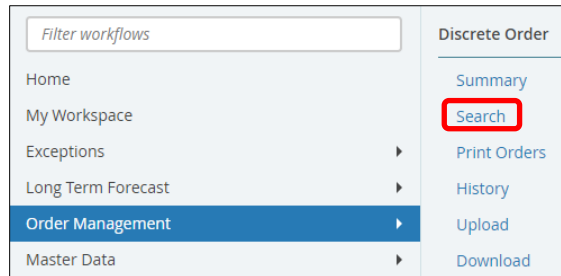 Filter workflows
Home
My Workspace
Exceptions
Long Term Forecast
Order Management
Master Data
Discrete Order
Summary
Search
Print Orders
History
Upload
Download